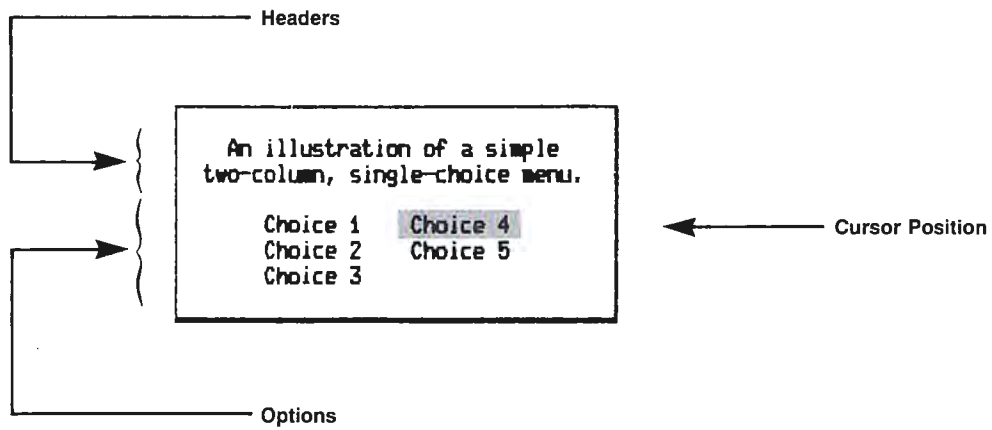 Headers
An illustration of a simple
two-column, single-choice menu.
Choice 1 Choice 4
Choice 2 Choice 5
Choice 3
Cursor Position
Options